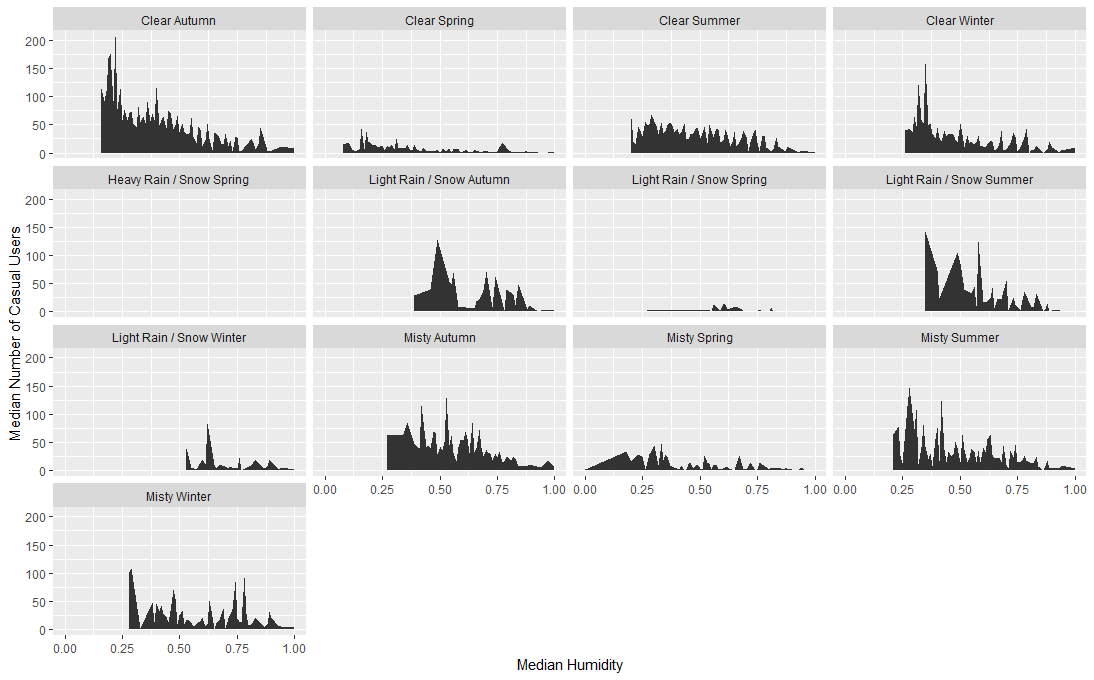 Clear Autumn
Clear Spring
Clear Summer
Clear Winter
200
150
100
50
0
Heavy Rain / Snow Spring
Light Rain / Snow Autumn
Light Rain / Snow Spring
Light Rain / Snow Summer
200
150
100
50
0
Median Number of Casual Users
Light Rain / Snow Winter
Misty Autumn
Misty Spring
Misty Summer
200
150
100
50
0
0.00 0.25 0.50 0.75 1.00
0.00 0.25 0.50 0.75 1.00
0.00 0.25 0.50 0.75 1.00
Misty Winter
200
150
100
50
0
0.00 0.25 0.50 0.75 1.00
Median Humidity